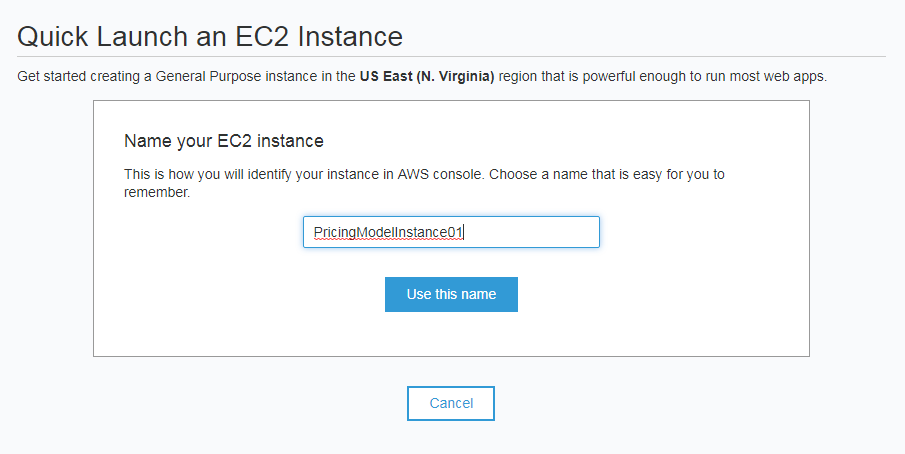 Quick Launch an EC2 Instance
Get started creating a General Purpose instance in the US East (N. Virginia) region that is powerful enough to run most web apps.
Name your EC2 instance
This is how you will identify your instance in AWS console. Choose a name that is easy for you to
remember.
PricingModelInstance01
Use this name
Cancel